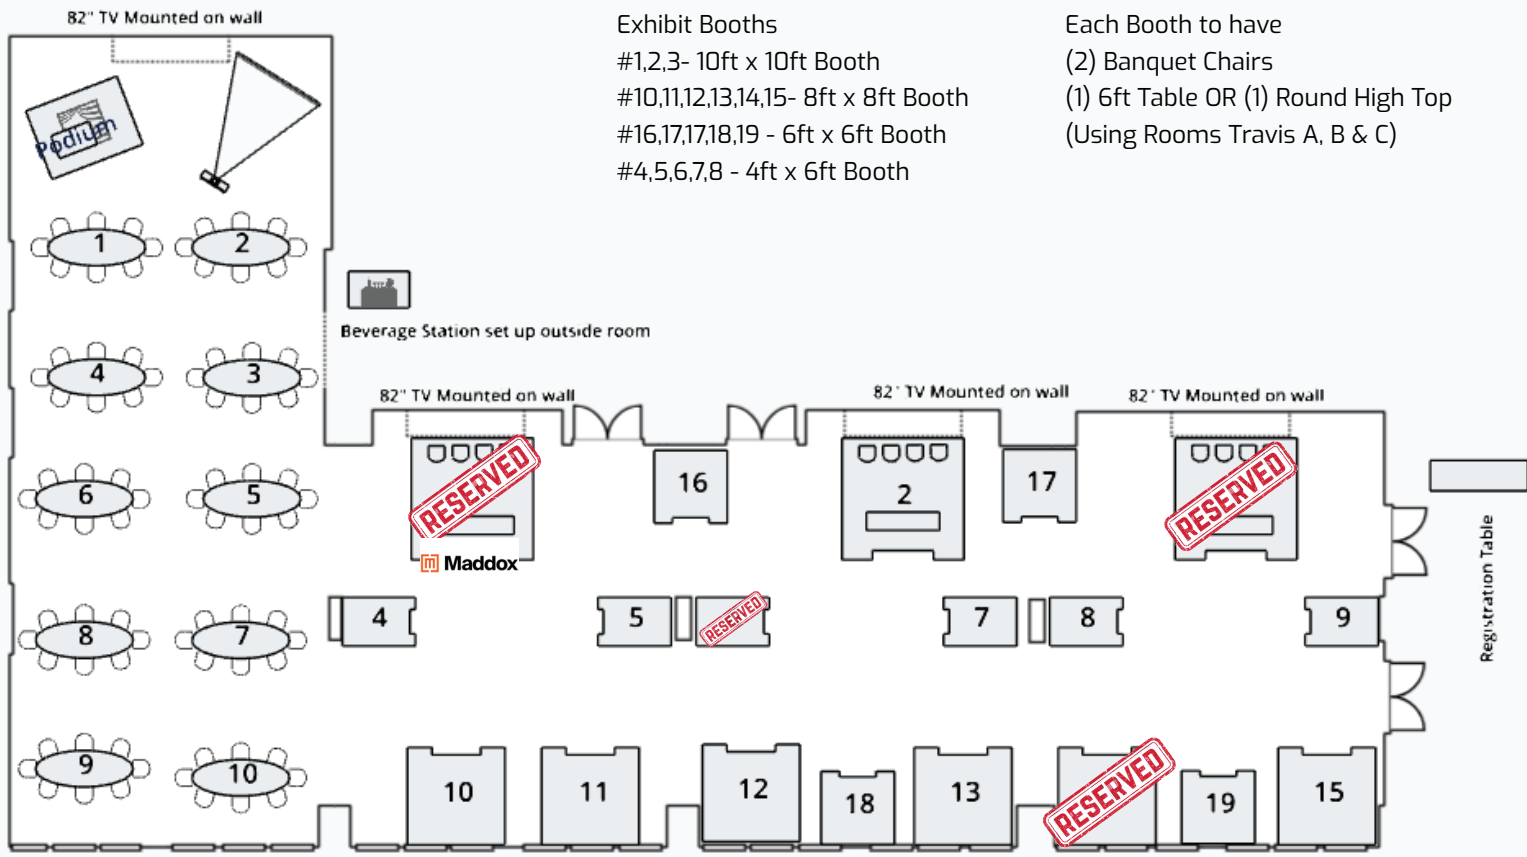 82" TV Mounted on wall
Exhibit Booths
#1,2,3- 10ft x 10ft Booth
#10,11,12,13,14,15- 8ft x 8ft Booth
#16,17,17,18,19 - 6ft x 6ft Booth
#4,5,6,7,8 - 4ft x 6ft Booth
Each Booth to have
(2) Banquet Chairs
(1) 6ft Table OR (1) Round High Top
(Using Rooms Travis A, B & C)
Podium
1
2
Beverage Station set up outside room
4
3
82" TV Mounted on wall
82" TV Mounted on wall
82" TV Mounted on wall
6
5
RESERVED
Maddox
16
2
17
RESERVED
Registration Table
8
7
4
5
RESERVED
7
8
9
9
10
10
11
12
18
13
RESERVED
19
15